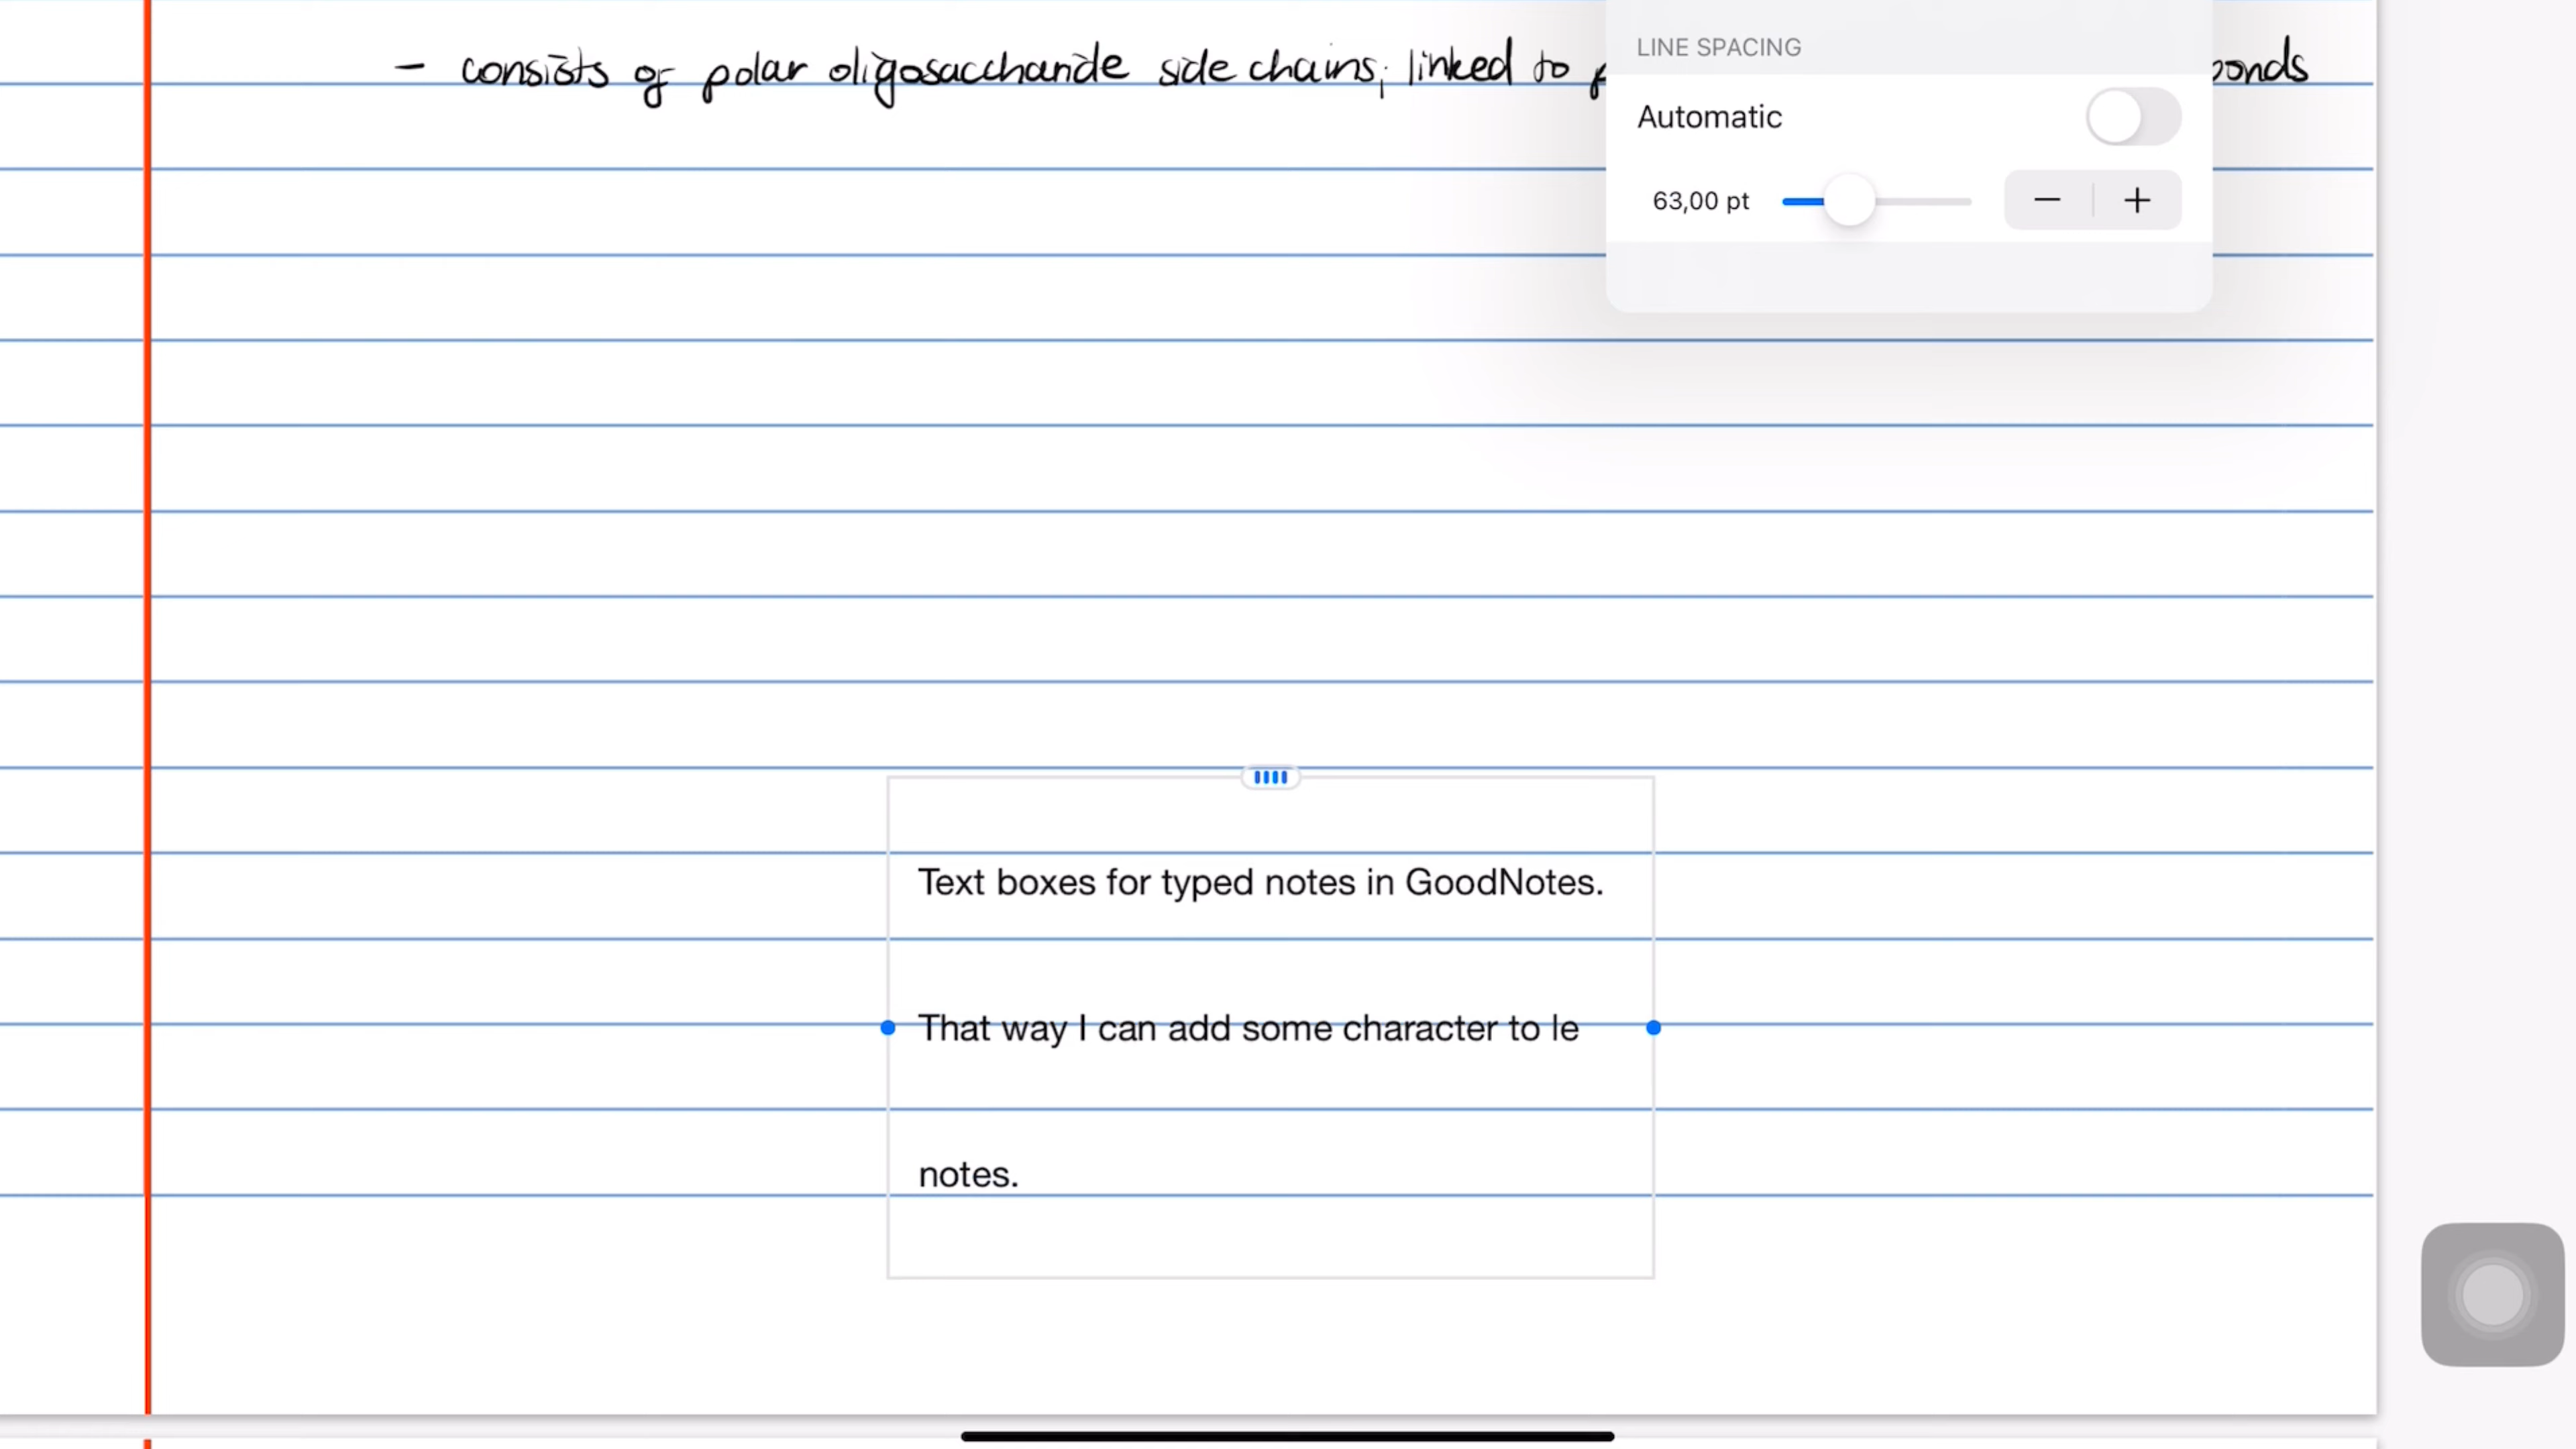 - consists of polar oligosaccharide side chains; linked to
bonds
LINE SPACING
Automatic
63,00 pt
Text boxes for typed notes in GoodNotes.
That way I can add some character to le
notes.